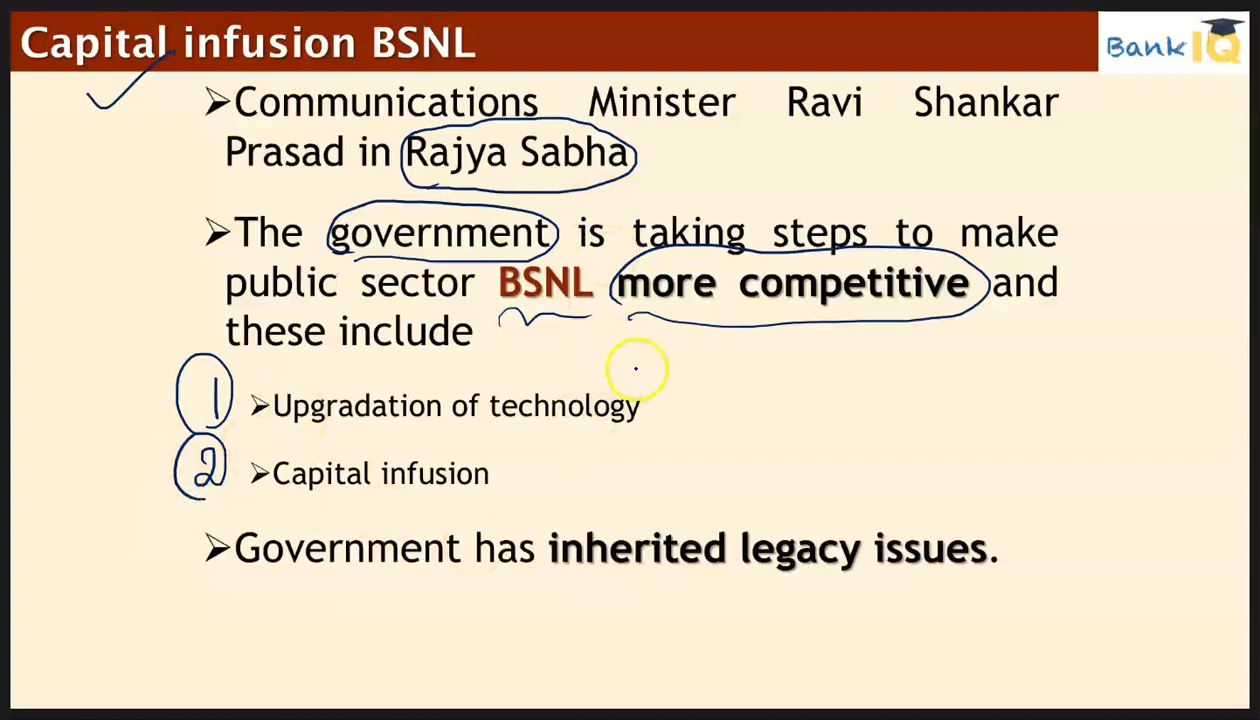 Capital infusion BSNL
Bank IQ
➢Communications Minister Ravi Shankar
Prasad in Rajya Sabha
➢The government is taking steps to make
public sector BSNL more competitive and
these include
1 ➢Upgradation of technology
2 ➢Capital infusion
➢Government has inherited legacy issues.